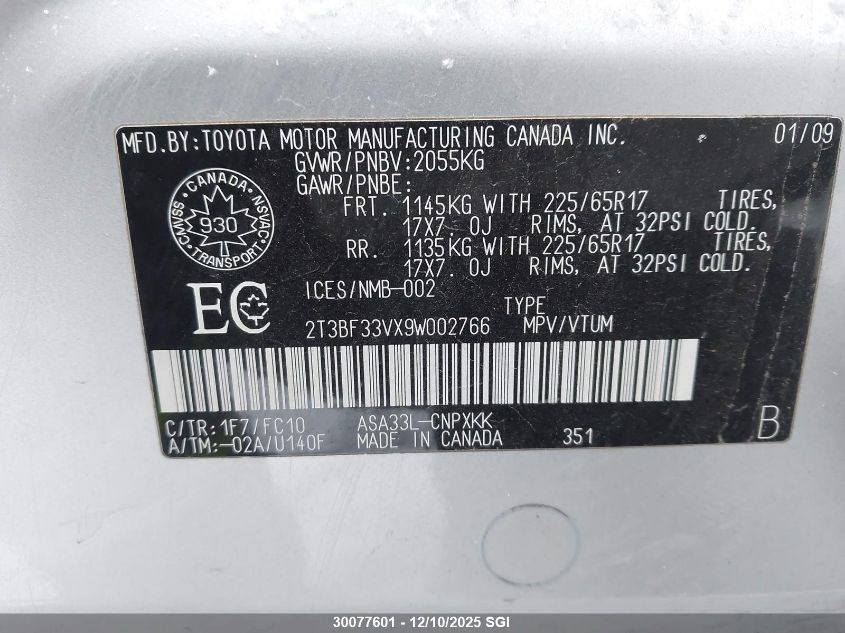 MFD.BY:TOYOTA MOTOR MANUFACTURING CANADA INC. 01/09
GVWR/PNBV:2055KG
GAWR/PNBE:
FRT. 1145KG WITH 225/65R17 TIRES,
17X7.0J RIMS, AT 32PSI COLD.
RR. 1135KG WITH 225/65R17 TIRES,
17X7.0J RIMS, AT 32PSI COLD.
CANADA
CMVSS 930 NSVAC
TRANSPORT
EC
ICES/NMB-002
TYPE
2T3BF33VX9W002766 MPV/VTUM
C/TR:1F7/FC10 ASA33L-CNPXKK
A/TM:-02A/U140F MADE IN CANADA 351 B
30077601 - 12/10/2025 SGI